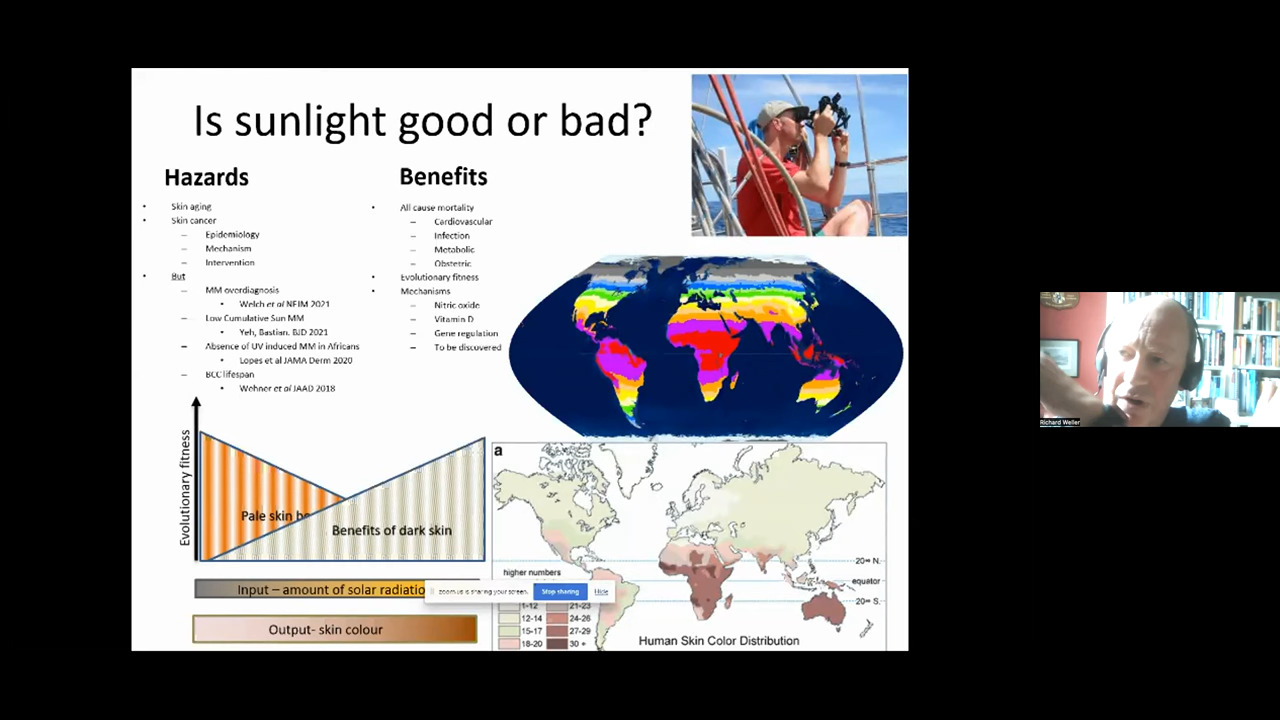 Is sunlight good or bad?
Hazards
• Skin aging
• Skin cancer
– Epidemiology
– Mechanism
– Intervention
• But
– MM overdiagnosis
• Welch et al NEJM 2021
– Low Cumulative Sun MM
• Yeh, Bastian. BJD 2021
– Absence of UV induced MM in Africans
• Lopes et al JAMA Derm 2020
– BCC lifespan
• Wehner et al JAAD 2018
Benefits
• All cause mortality
– Cardiovascular
– Infection
– Metabolic
– Obstetric
• Evolutionary fitness
• Mechanisms
– Nitric oxide
– Vitamin D
– Gene regulation
– To be discovered
Evolutionary fitness
Pale skin be
Benefits of dark skin
Input – amount of solar radiatio
Output- skin colour
zoom.us is sharing your screen.
Stop sharing
Hide
a
20°° N.
equator
20°° S.
higher numbers
1-12
12-14
15-17
18-20
21-23
24-26
27-29
30 +
Human Skin Color Distribution
Richard Weller